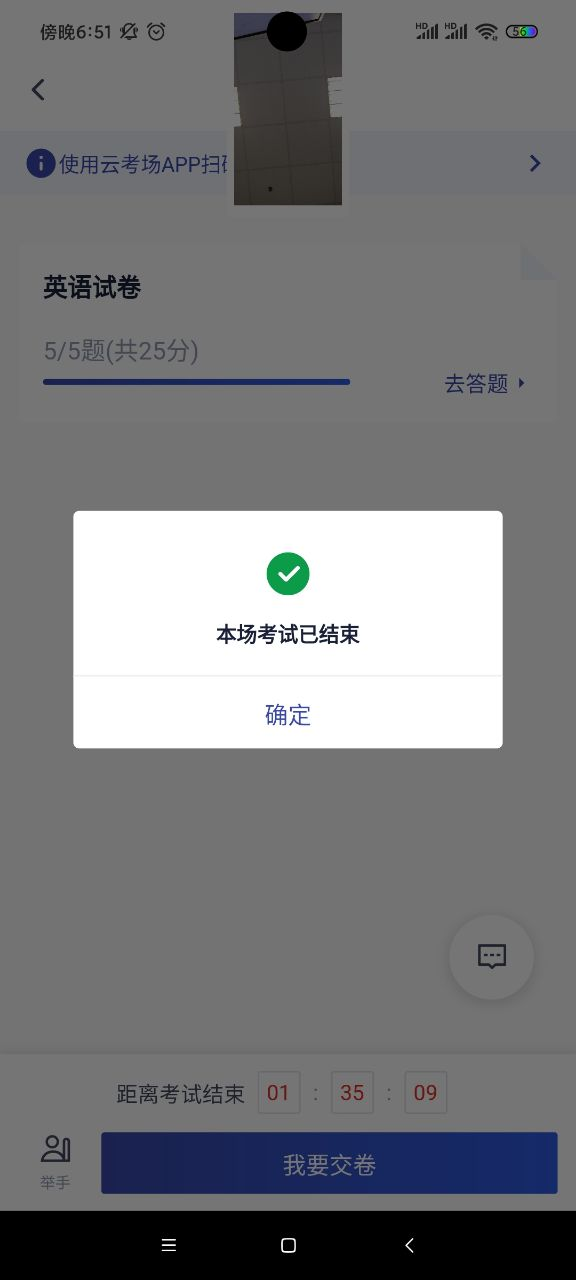 傍晚6:51
HD HD 56
使用云考场APP扫
英语试卷
5/5题(共25分)
去答题
本场考试已结束
确定
距离考试结束 01 : 35 : 09
举手
我要交卷